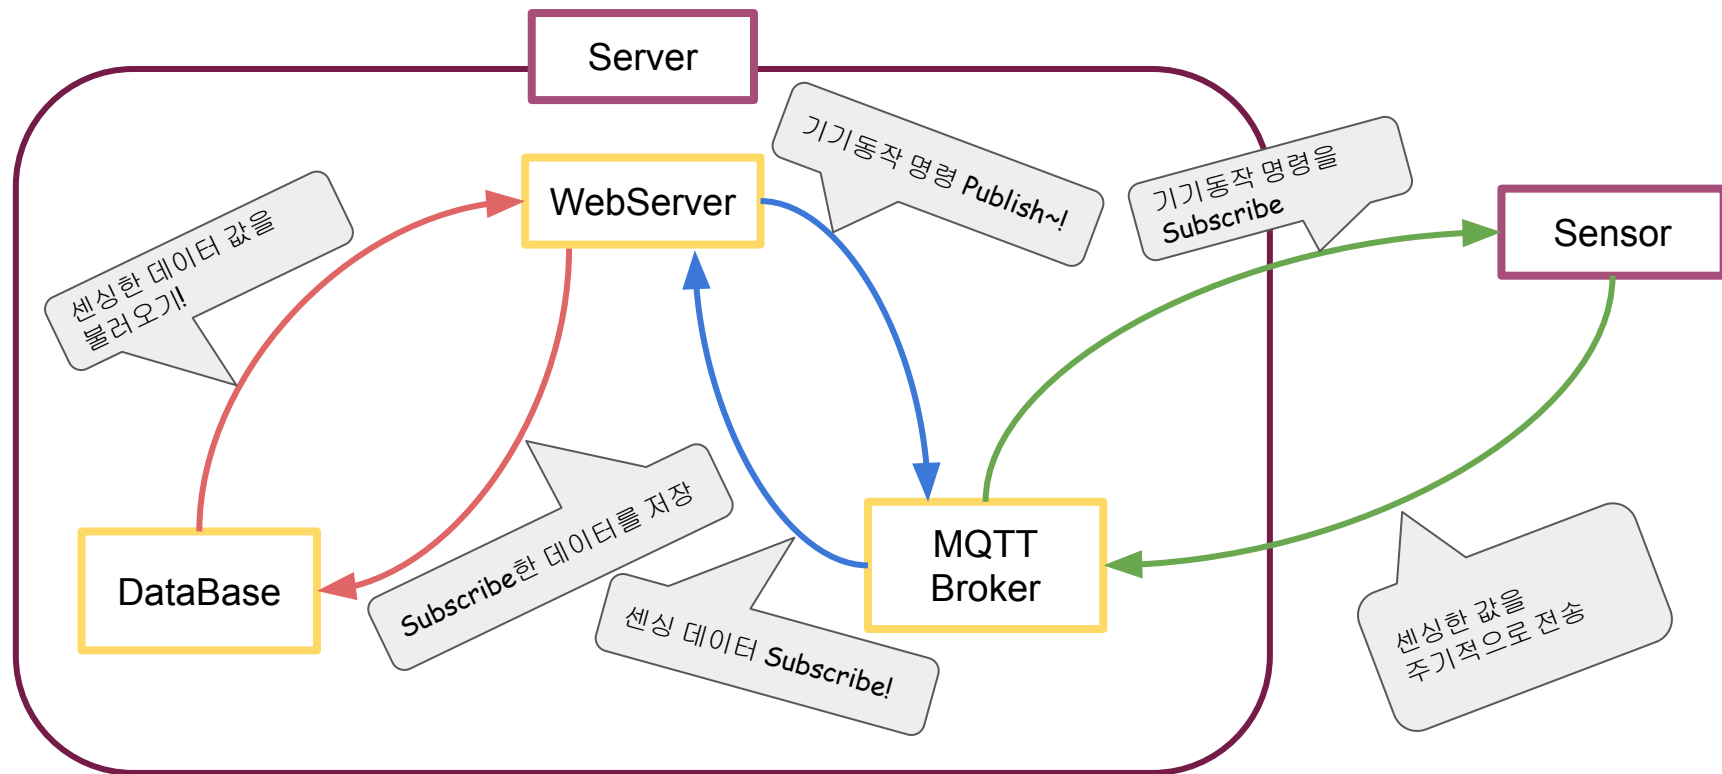 Server
기기동작 명령 Publish~!
기기동작 명령을
Subscribe
WebServer
Sensor
센싱한 데이터 값을
불러오기!
Subscribe한 데이터를 저장
MQTT
Broker
DataBase
센싱 데이터 Subscribe!
센싱한 값을
주기적으로 전송